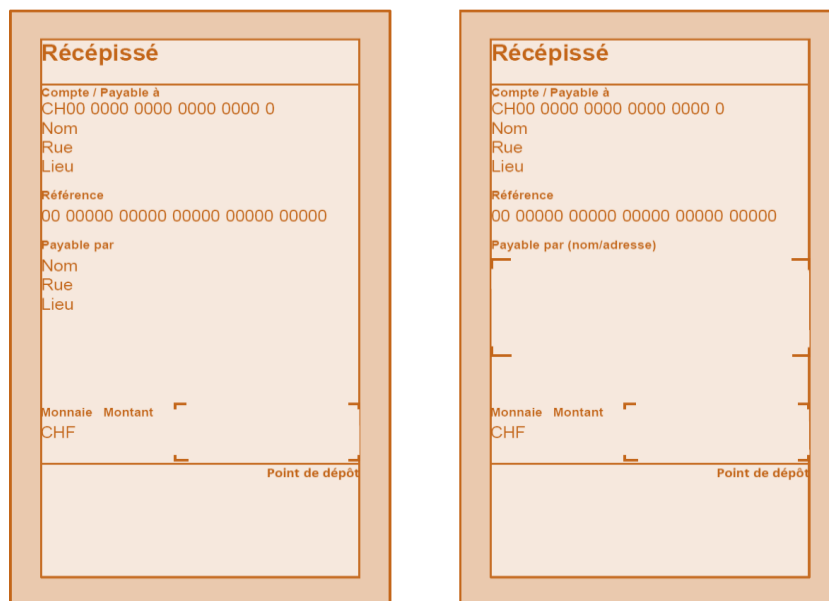 Récépissé
Compte / Payable à
CH00 0000 0000 0000 0000 0
Nom
Rue
Lieu
Référence
00 00000 00000 00000 00000 00000
Payable par
Nom
Rue
Lieu
Monnaie Montant
CHF
Point de dépôt
Récépissé
Compte / Payable à
CH00 0000 0000 0000 0000 0
Nom
Rue
Lieu
Référence
00 00000 00000 00000 00000 00000
Payable par (nom/adresse)
Monnaie Montant
CHF
Point de dépôt